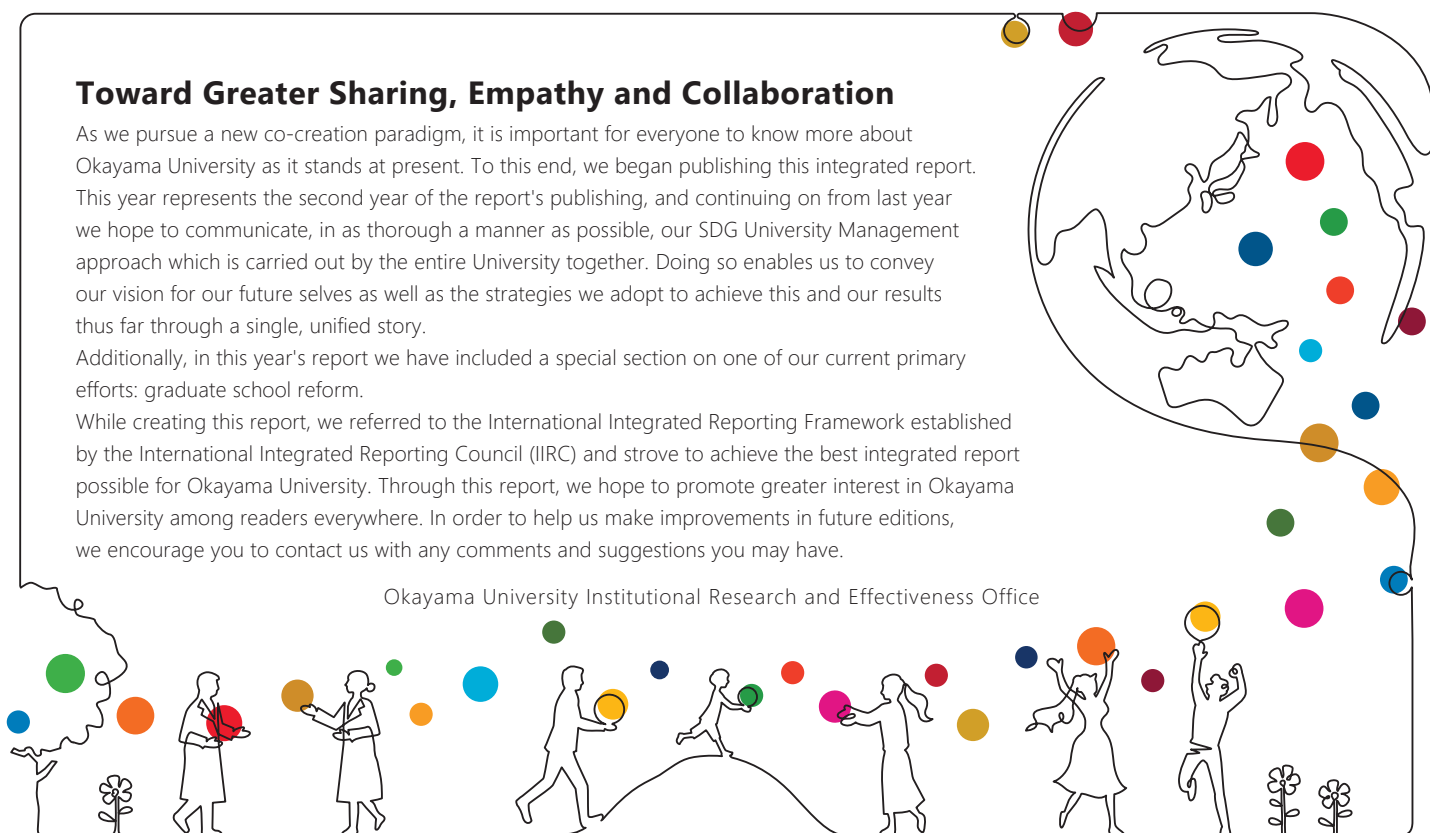 Toward Greater Sharing, Empathy and Collaboration
As we pursue a new co-creation paradigm, it is important for everyone to know more about
Okayama University as it stands at present. To this end, we began publishing this integrated report.
This year represents the second year of the report's publishing, and continuing on from last year
we hope to communicate, in as thorough a manner as possible, our SDG University Management
approach which is carried out by the entire University together. Doing so enables us to convey
our vision for our future selves as well as the strategies we adopt to achieve this and our results
thus far through a single, unified story.
Additionally, in this year's report we have included a special section on one of our current primary
efforts: graduate school reform.
While creating this report, we referred to the International Integrated Reporting Framework established
by the International Integrated Reporting Council (IIRC) and strove to achieve the best integrated report
possible for Okayama University. Through this report, we hope to promote greater interest in Okayama
University among readers everywhere. In order to help us make improvements in future editions,
we encourage you to contact us with any comments and suggestions you may have.
Okayama University Institutional Research and Effectiveness Office